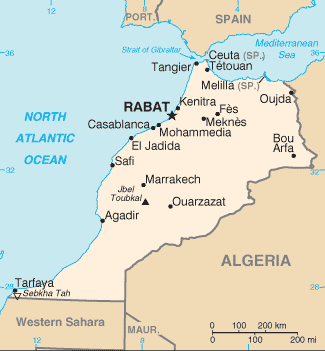 PORT.
SPAIN
36
36
Strait of Gibraltar
Mediterranean
Sea
Ceuta (SP.)
Tétouan
Tangier
Melilla (SP.)
Oujda
Kenitra
RABAT
Fès
Casablanca
Meknès
Mohammedia
NORTH
ATLANTIC
OCEAN
El Jadida
Bou
Arfa
Safi
32
32
Marrakech
Jbel
Toubkal
Ouarzazat
Agadir
ALGERIA
Tarfaya
28
28
Sebkha Tah
Western Sahara
MAUR.
0 100 200 km
0 100 200 mi
12
8
4